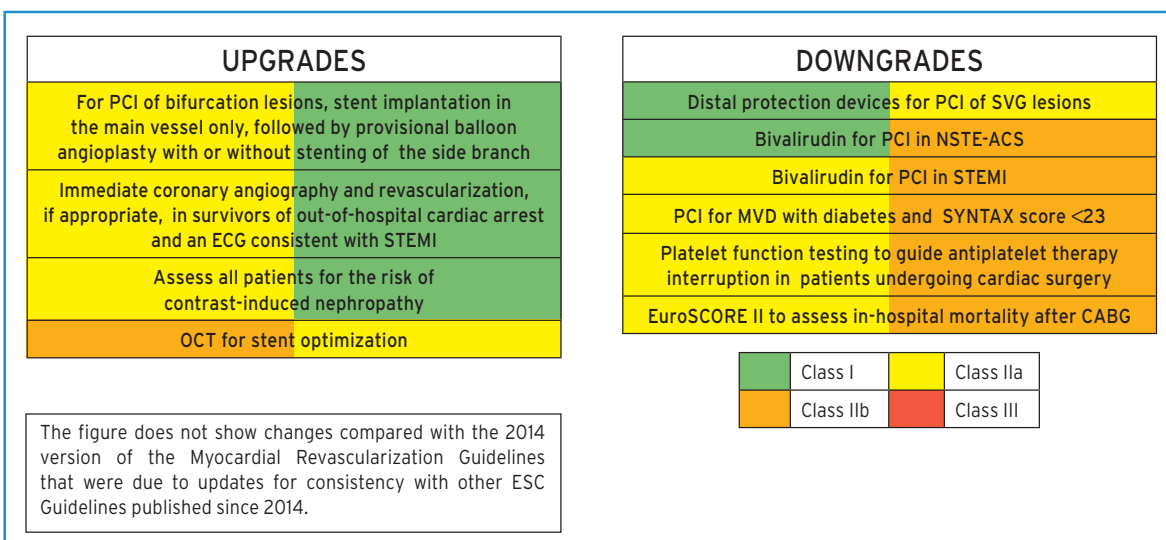 UPGRADES
For PCI of bifurcation lesions, stent implantation in
the main vessel only, followed by provisional balloon
angioplasty with or without stenting of the side branch
Immediate coronary angiography and revascularization,
if appropriate, in survivors of out-of-hospital cardiac arrest
and an ECG consistent with STEMI
Assess all patients for the risk of
contrast-induced nephropathy
OCT for stent optimization
The figure does not show changes compared with the 2014
version of the Myocardial Revascularization Guidelines
that were due to updates for consistency with other ESC
Guidelines published since 2014.
DOWNGRADES
Distal protection devices for PCI of SVG lesions
Bivalirudin for PCI in NSTE-ACS
Bivalirudin for PCI in STEMI
PCI for MVD with diabetes and SYNTAX score <23
Platelet function testing to guide antiplatelet therapy
interruption in patients undergoing cardiac surgery
EuroSCORE II to assess in-hospital mortality after CABG
Class I Class IIa
Class IIb Class III